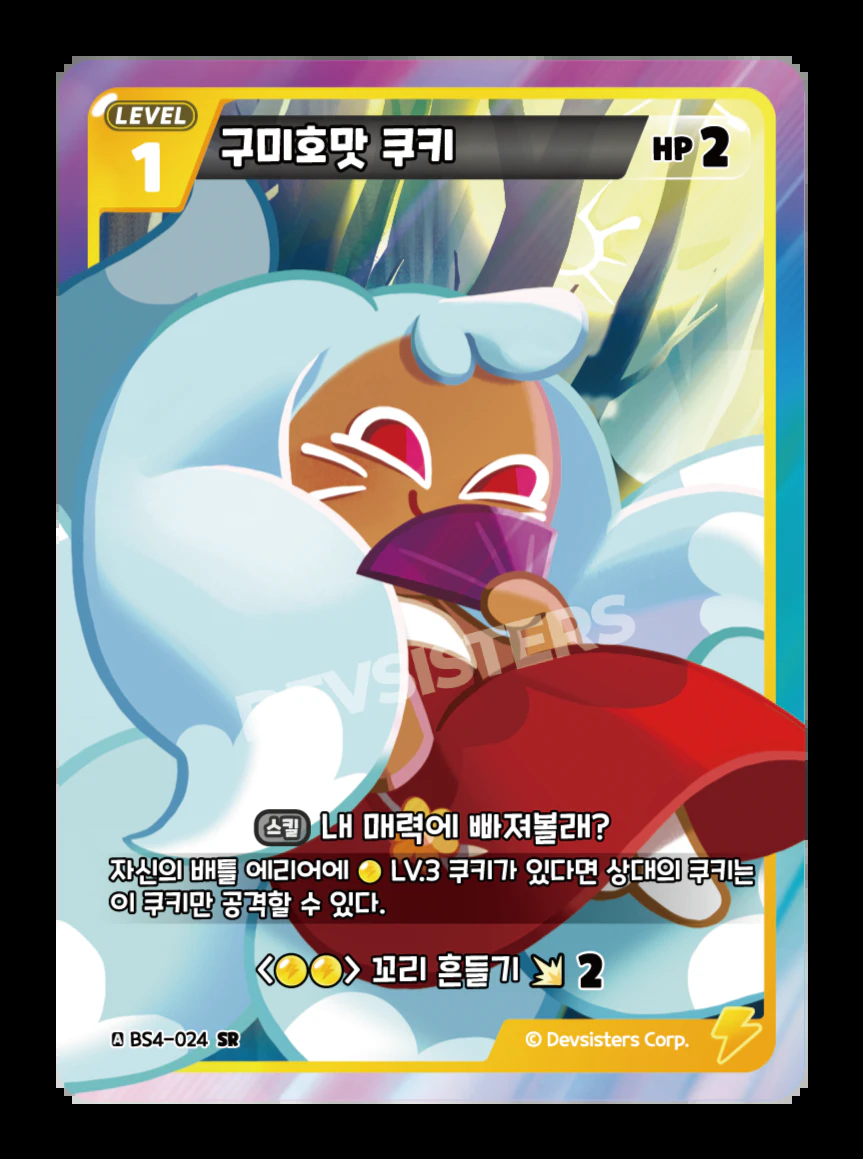 LEVEL
1
구미호맛 쿠키
HP 2
DEVSISTERS
스킬 내 매력에 빠져볼래?
자신의 배틀 에리어에 LV.3 쿠키가 있다면 상대의 쿠키는
이 쿠키만 공격할 수 있다.
< > 꼬리 흔들기 2
A BS4-024 SR
© Devsisters Corp.